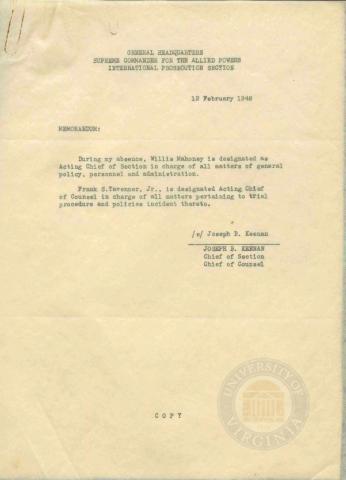 GENERAL HEADQUARTERS
SUPREME COMMANDER FOR THE ALLIED POWERS
INTERNATIONAL PROSECUTION SECTION
12 February 1948
MEMORANDUM:
During my absence, Willis Mahoney is designated as
Acting Chief of Section in charge of all matters of general
policy, personnel and administration.
Frank S.Tavenner, Jr., is designated Acting Chief
of Counsel in charge of all matters pertaining to trial
procedure and policies incident thereto.
/s/ Joseph B. Keenan
JOSEPH B. KEENAN
Chief of Section
Chief of Counsel
UNIVERSITY OF VIRGINIA
COPY